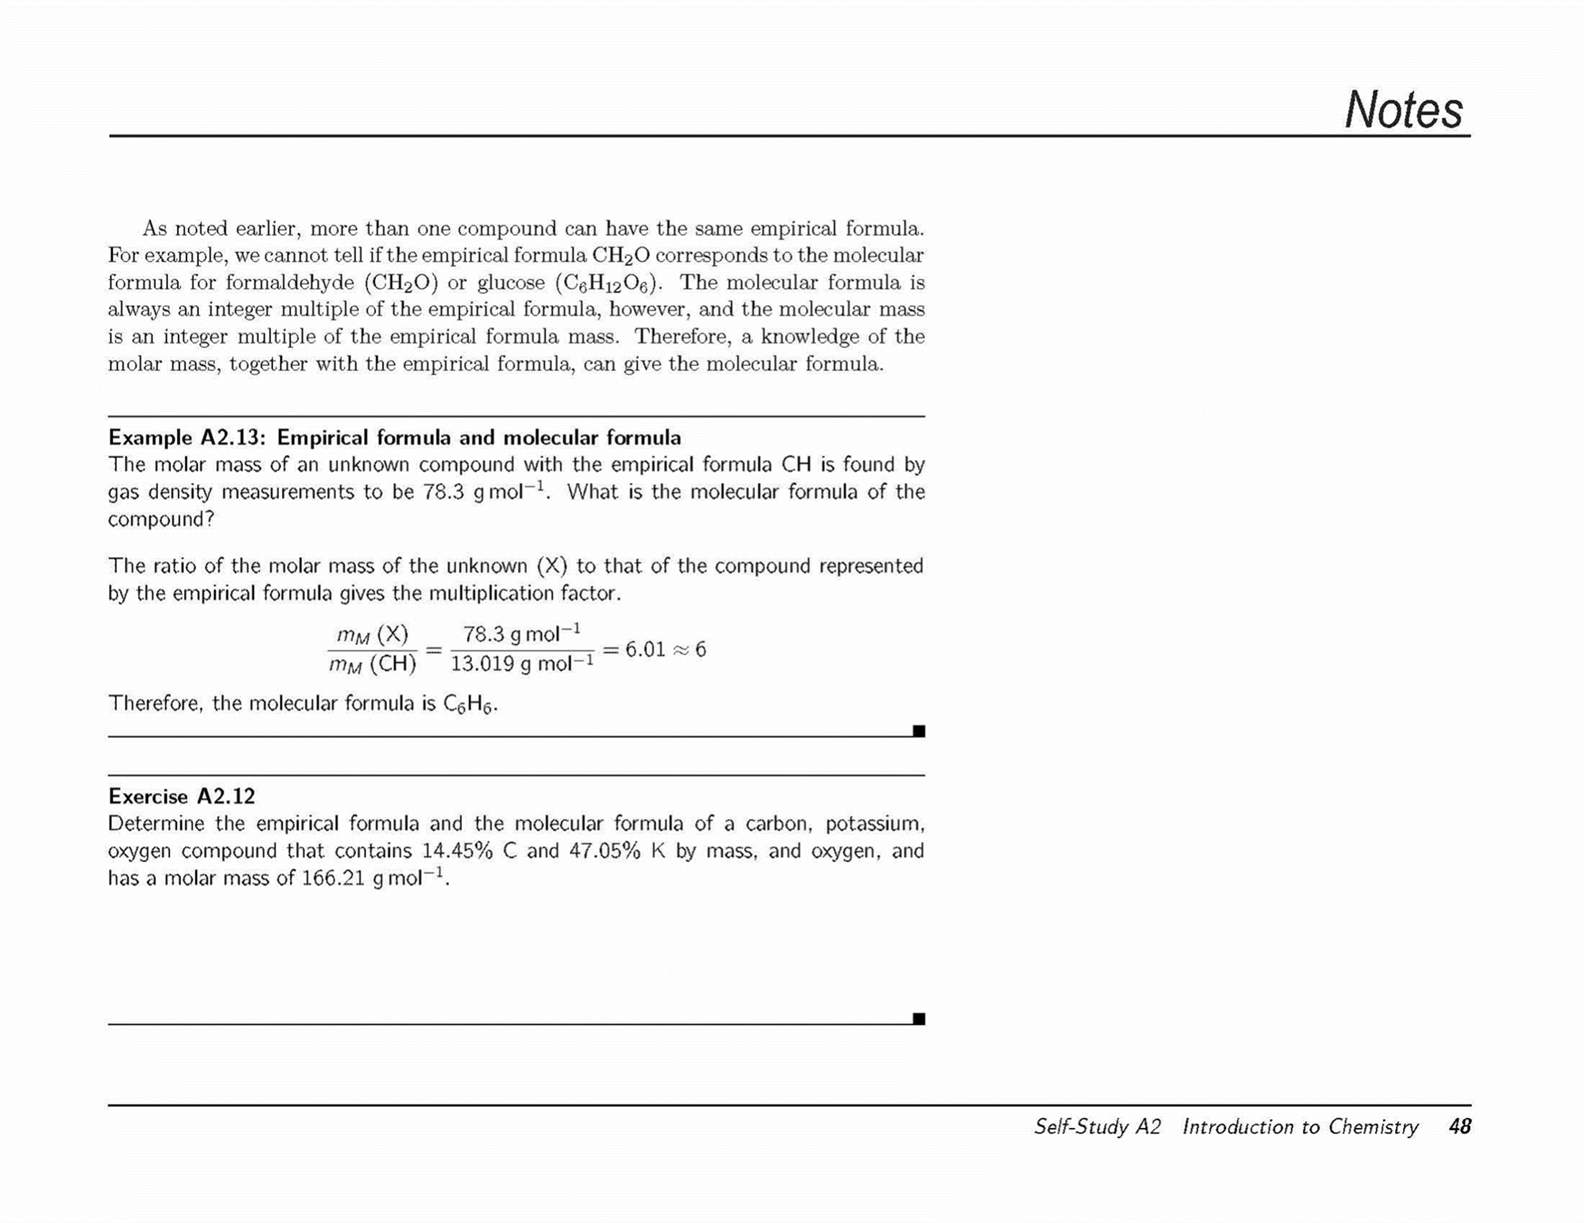 Notes
As noted earlier, more than one compound can have the same empirical formula.
For example, we cannot tell if the empirical formula CH₂O corresponds to the molecular
formula for formaldehyde (CH₂O) or glucose (C₆H₁₂O₆). The molecular formula is
always an integer multiple of the empirical formula, however, and the molecular mass
is an integer multiple of the empirical formula mass. Therefore, a knowledge of the
molar mass, together with the empirical formula, can give the molecular formula.
Example A2.13: Empirical formula and molecular formula
The molar mass of an unknown compound with the empirical formula CH is found by
gas density measurements to be 78.3 g mol⁻¹. What is the molecular formula of the
compound?
The ratio of the molar mass of the unknown (X) to that of the compound represented
by the empirical formula gives the multiplication factor.
m_M (X) / m_M (CH) = 78.3 g mol⁻¹ / 13.019 g mol⁻¹ = 6.01 ≈ 6
Therefore, the molecular formula is C₆H₆.
Exercise A2.12
Determine the empirical formula and the molecular formula of a carbon, potassium,
oxygen compound that contains 14.45% C and 47.05% K by mass, and oxygen, and
has a molar mass of 166.21 g mol⁻¹.
Self-Study A2 Introduction to Chemistry 48